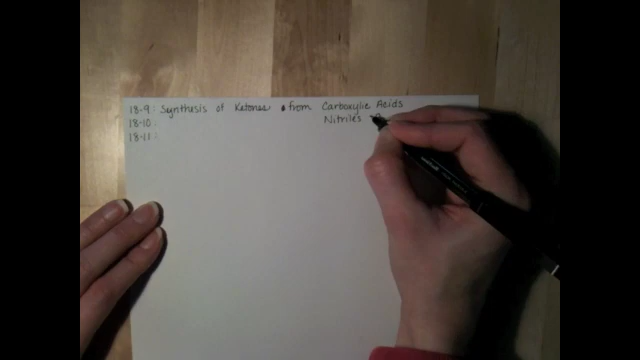 18-9: Synthesis of Ketones from Carboxylic Acids
18-10: Nitriles
18-11: